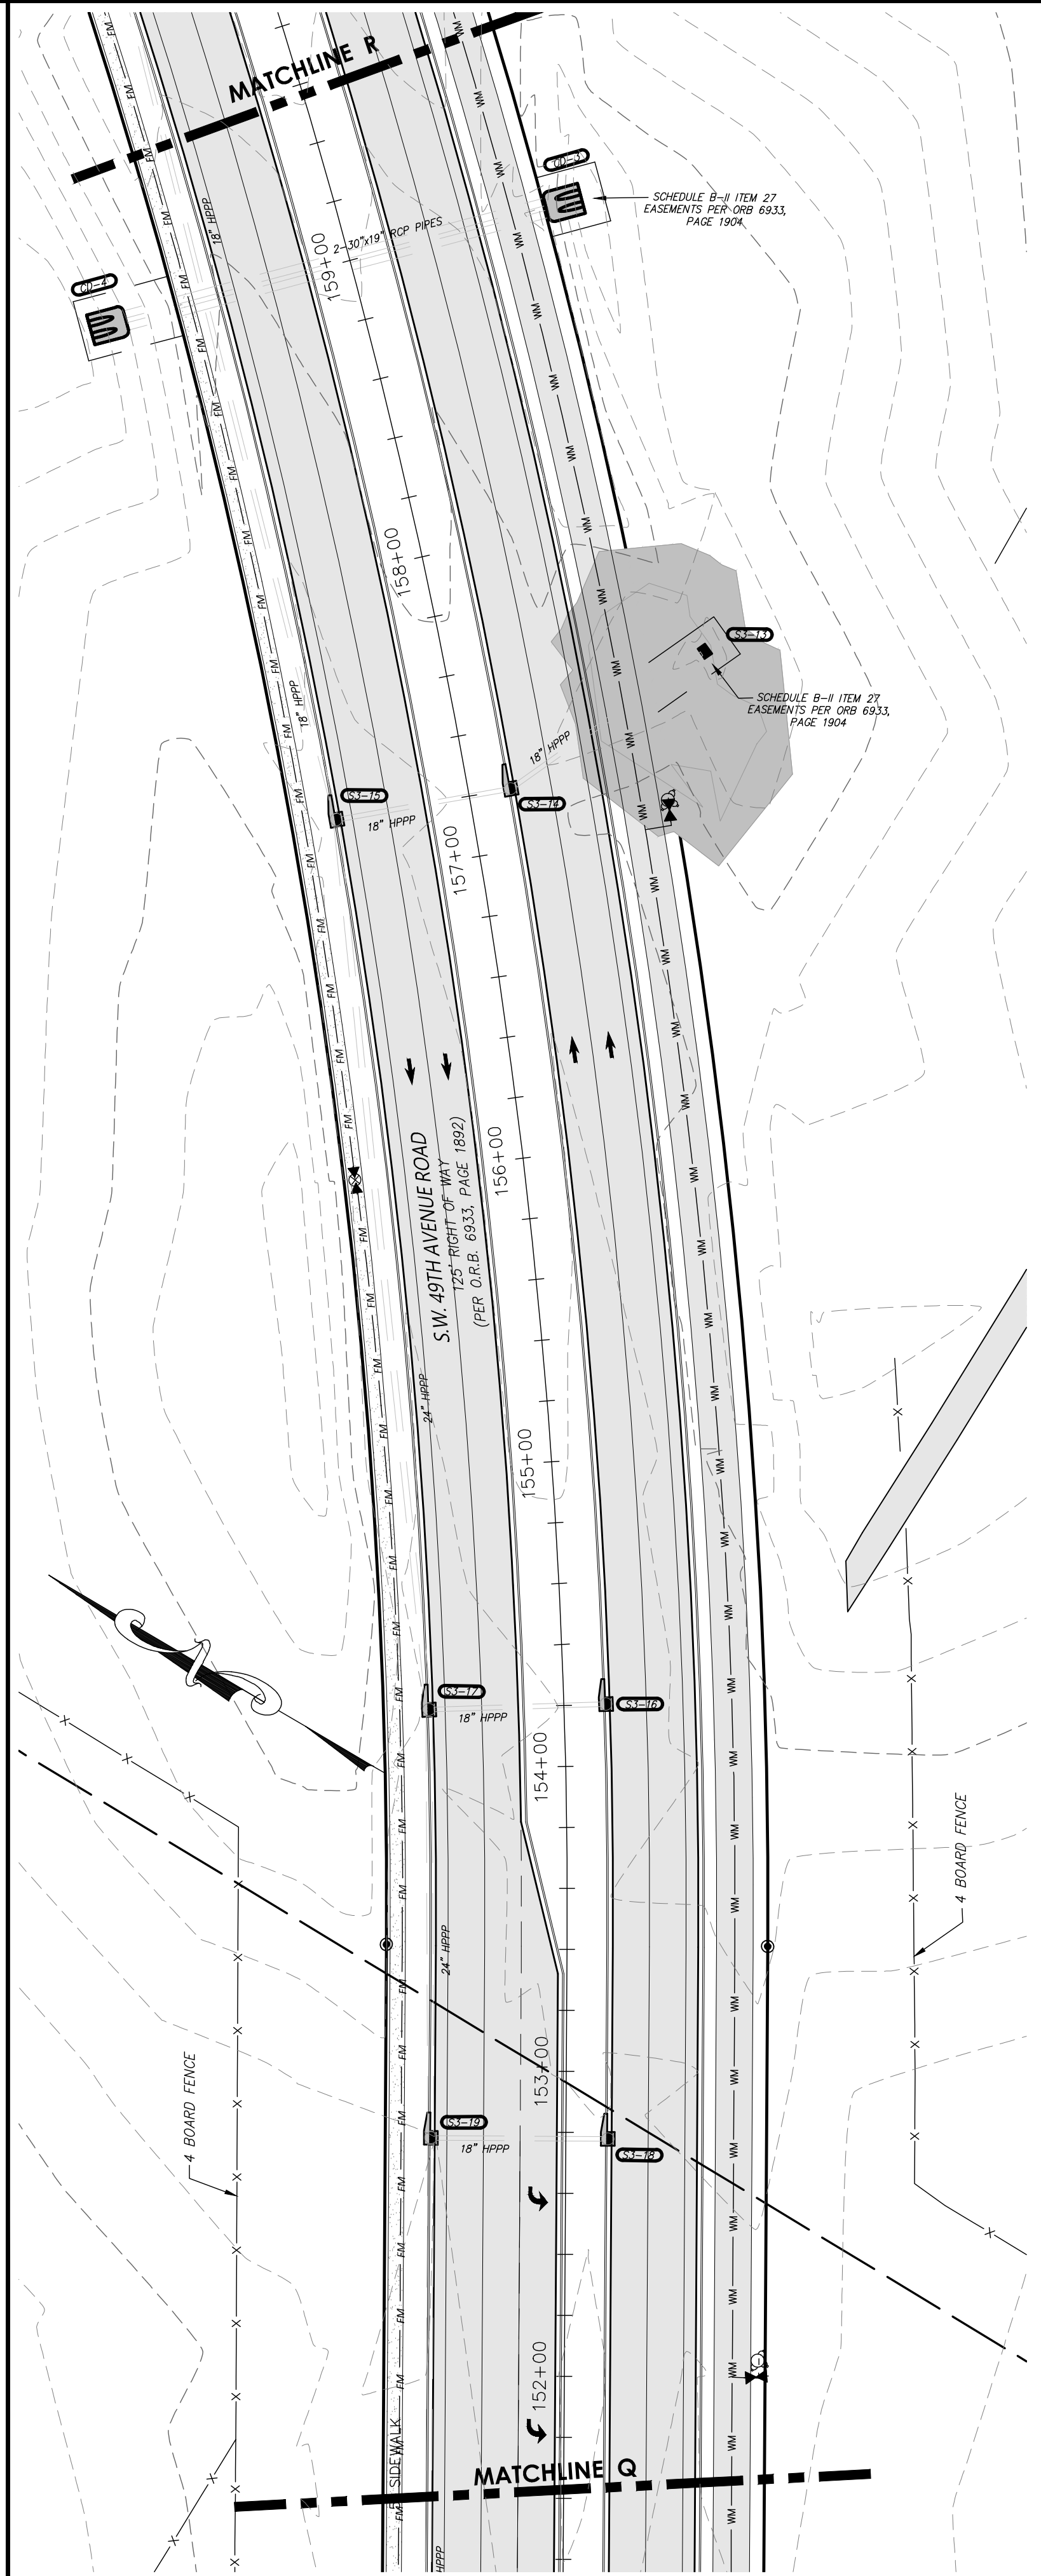 MATCHLINE R
CD-3
SCHEDULE B-II ITEM 27
EASEMENTS PER ORB 6933,
PAGE 1904
18" HPPP
2-30"x19" RCP PIPES
159+00
CD-4
158+00
S3-13
SCHEDULE B-II ITEM 27
EASEMENTS PER ORB 6933,
PAGE 1904
18" HPPP
18" HPPP
S3-15
S3-14
18" HPPP
157+00
156+00
S.W. 49TH AVENUE ROAD
125' RIGHT OF WAY
(PER O.R.B. 6933, PAGE 1892)
24" HPPP
155+00
N
S3-17
S3-16
18" HPPP
154+00
4 BOARD FENCE
24" HPPP
153+00
4 BOARD FENCE
S3-19
18" HPPP
S3-18
152+00
SIDEWALK
MATCHLINE Q
HPPP
FM
WM
X